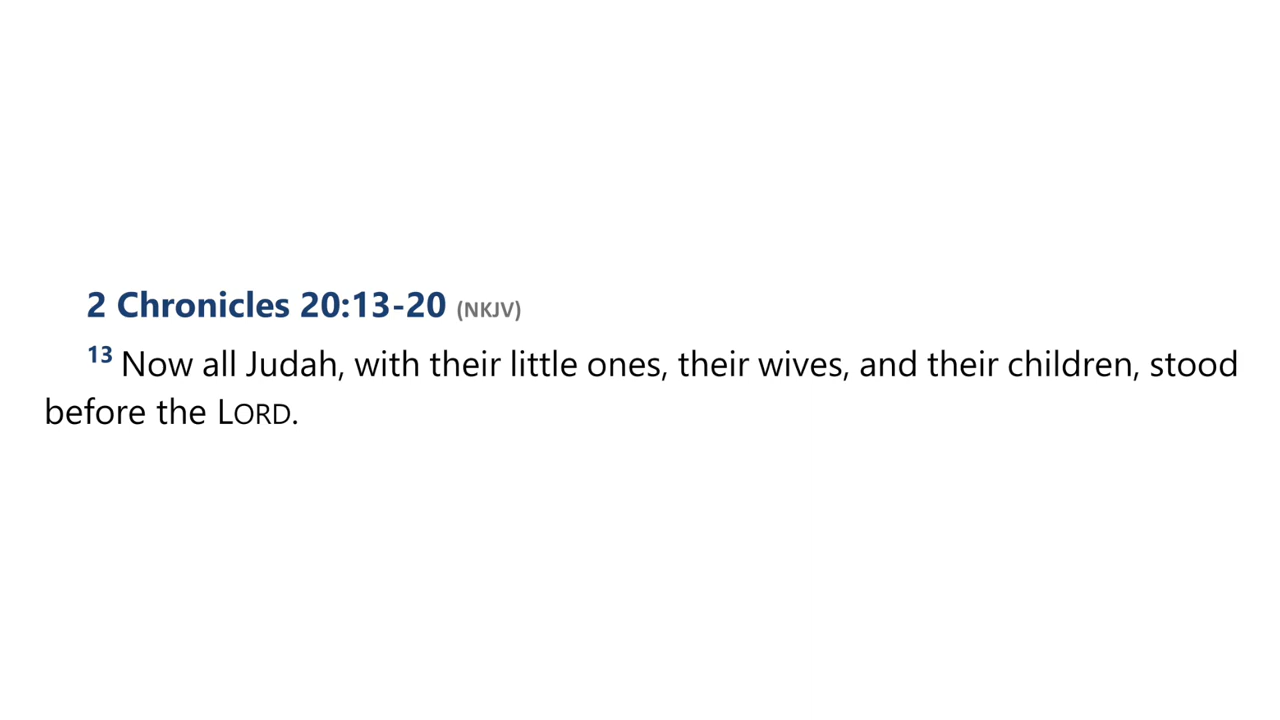 2 Chronicles 20:13-20 (NKJV)
13 Now all Judah, with their little ones, their wives, and their children, stood
before the LORD.